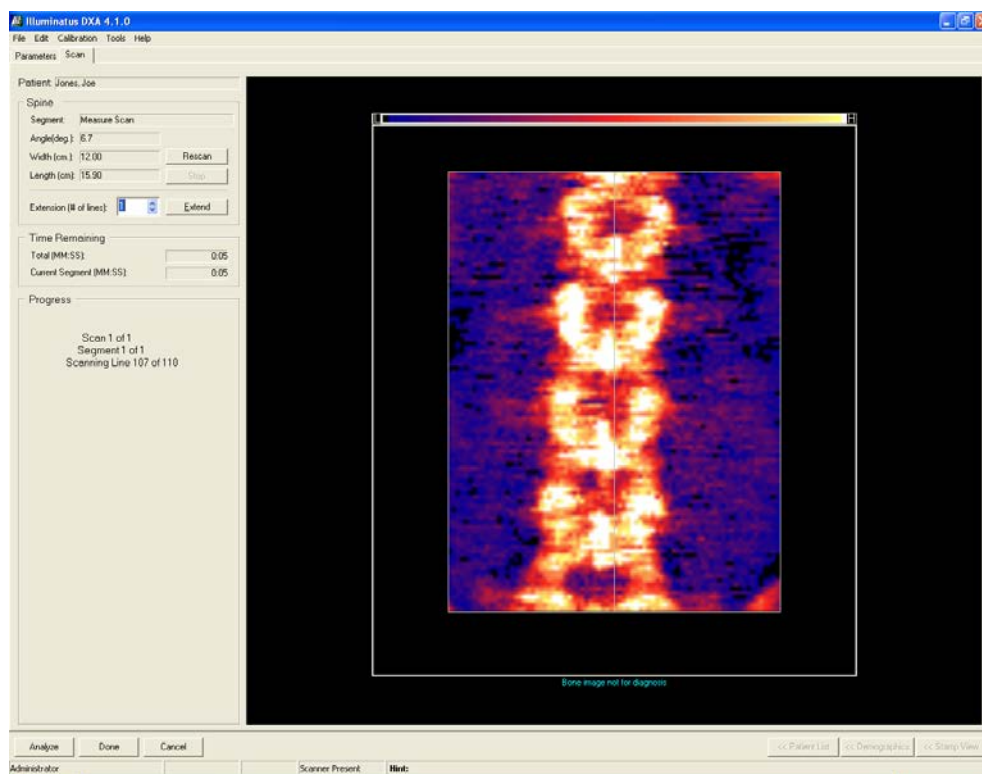 Illuminatus DXA 4.1.0
File Edit Calibration Tools Help
Parameters Scan
Patient: Jones, Joe
Spine
Segment: Measure Scan
Angle(deg.): 6.7
Width (cm.): 12.00 Rescan
Length (cm): 15.90 Stop
Extension (# of lines): 1 Extend
Time Remaining
Total (MM:SS): 0:05
Current Segment (MM:SS): 0:05
Progress
Scan 1 of 1
Segment 1 of 1
Scanning Line 107 of 110
L H
Bone image not for diagnosis
Analyze Done Cancel << Patient List << Demographics << Stamp View
Administrator Scanner Present Hint: